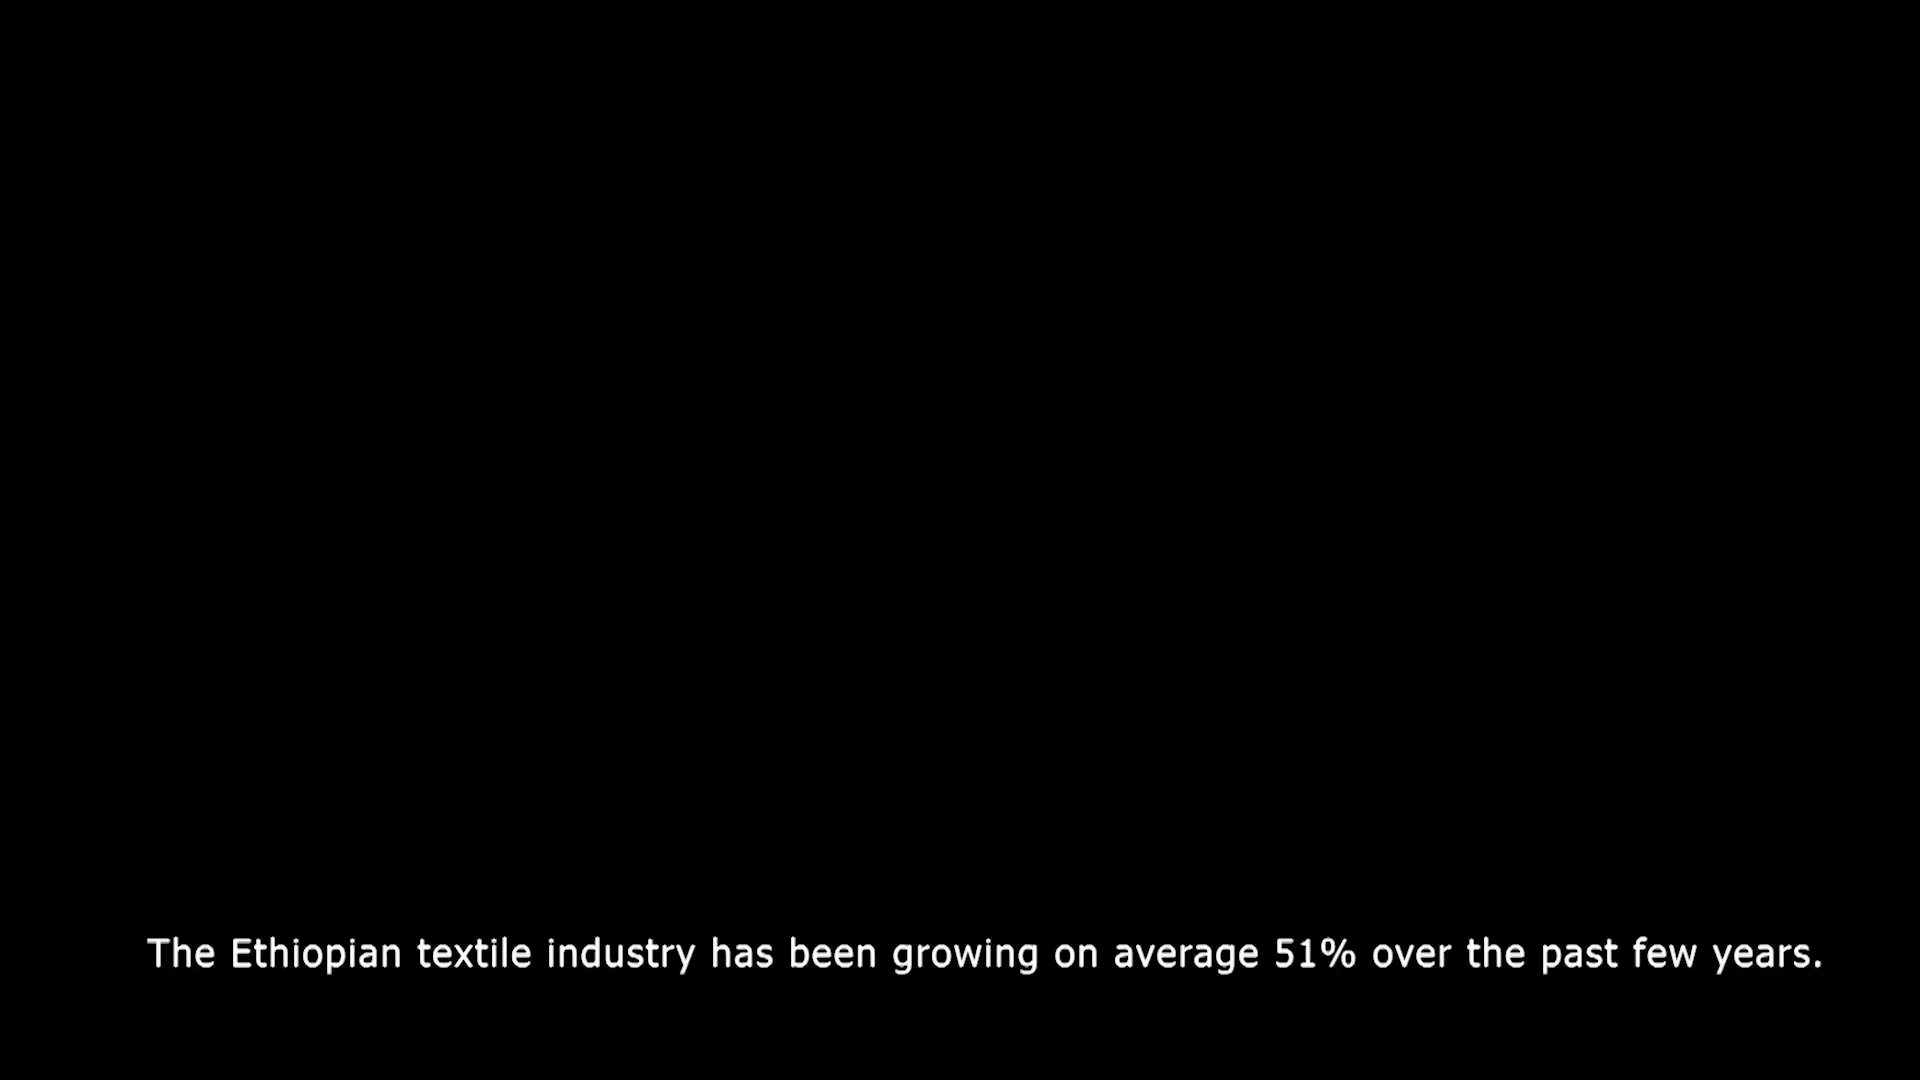 The Ethiopian textile industry has been growing on average 51% over the past few years.